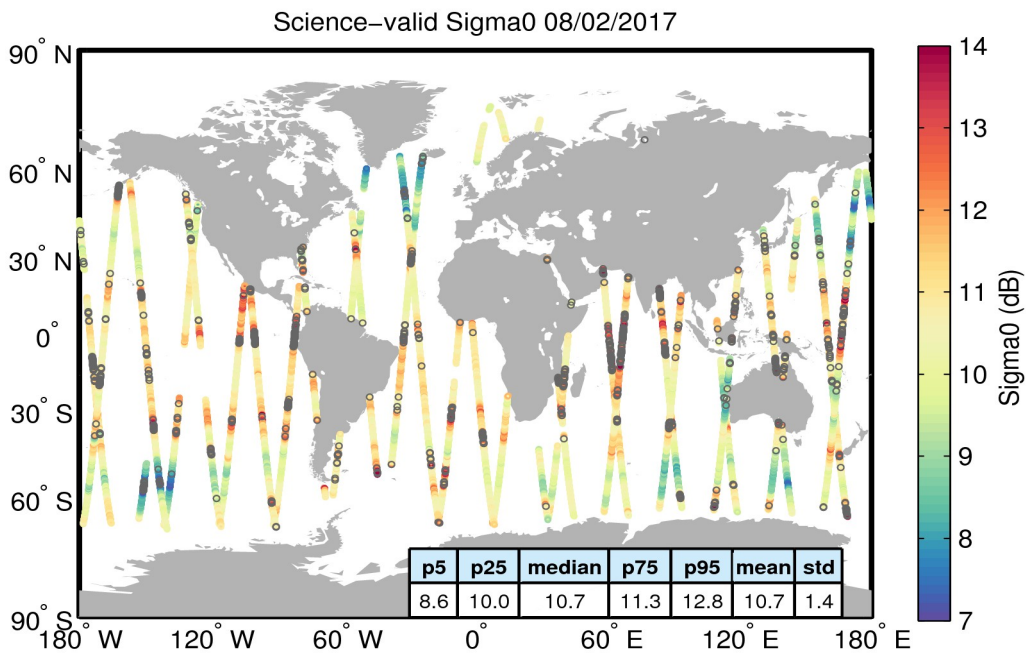 Science−valid Sigma0 08/02/2017
90° N
60° N
30° N
0°
30° S
60° S
90° S
180° W
120° W
60° W
0°
60° E
120° E
180° E
p5 p25 median p75 p95 mean std
8.6 10.0 10.7 11.3 12.8 10.7 1.4
14
13
12
11
10
9
8
7
Sigma0 (dB)